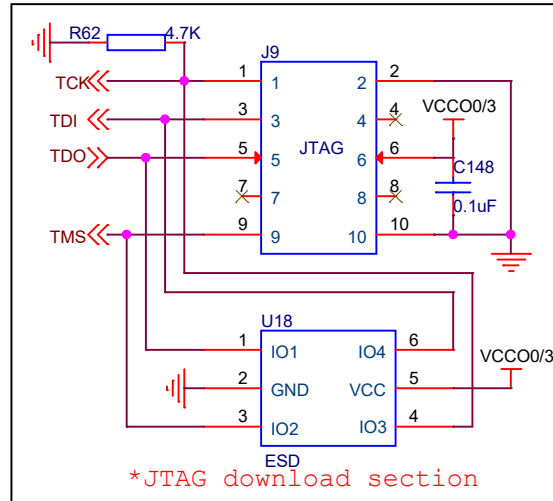 R62 4.7K
J9
TCK 1 1 2 2
VCCO0/3
TDI 3 3 4 4
TDO 5 5 JTAG 6 6
C148
7 7 8 8 0.1uF
TMS 9 9 10 10
U18
1 IO1 IO4 6
VCCO0/3
2 GND VCC 5
3 IO2 IO3 4
ESD
*JTAG download section